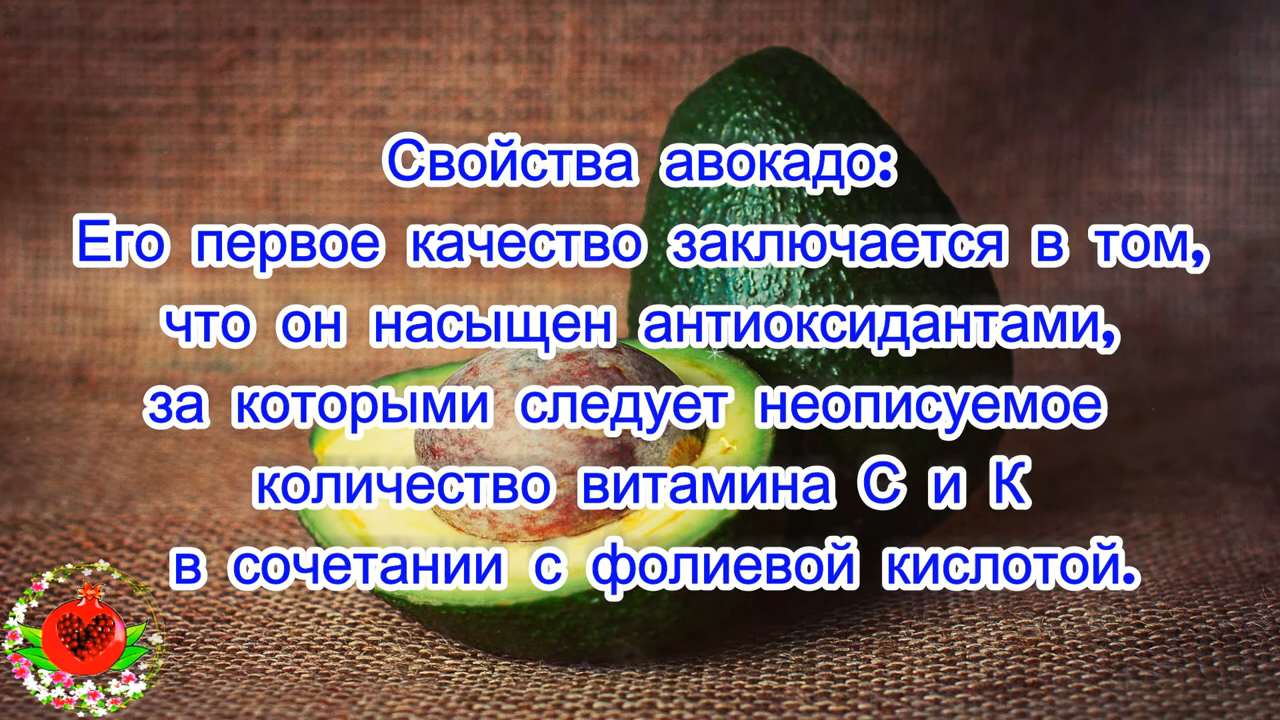 Свойства авокадо:
Его первое качество заключается в том,
что он насыщен антиоксидантами,
за которыми следует неописуемое
количество витамина С и К
в сочетании с фолиевой кислотой.